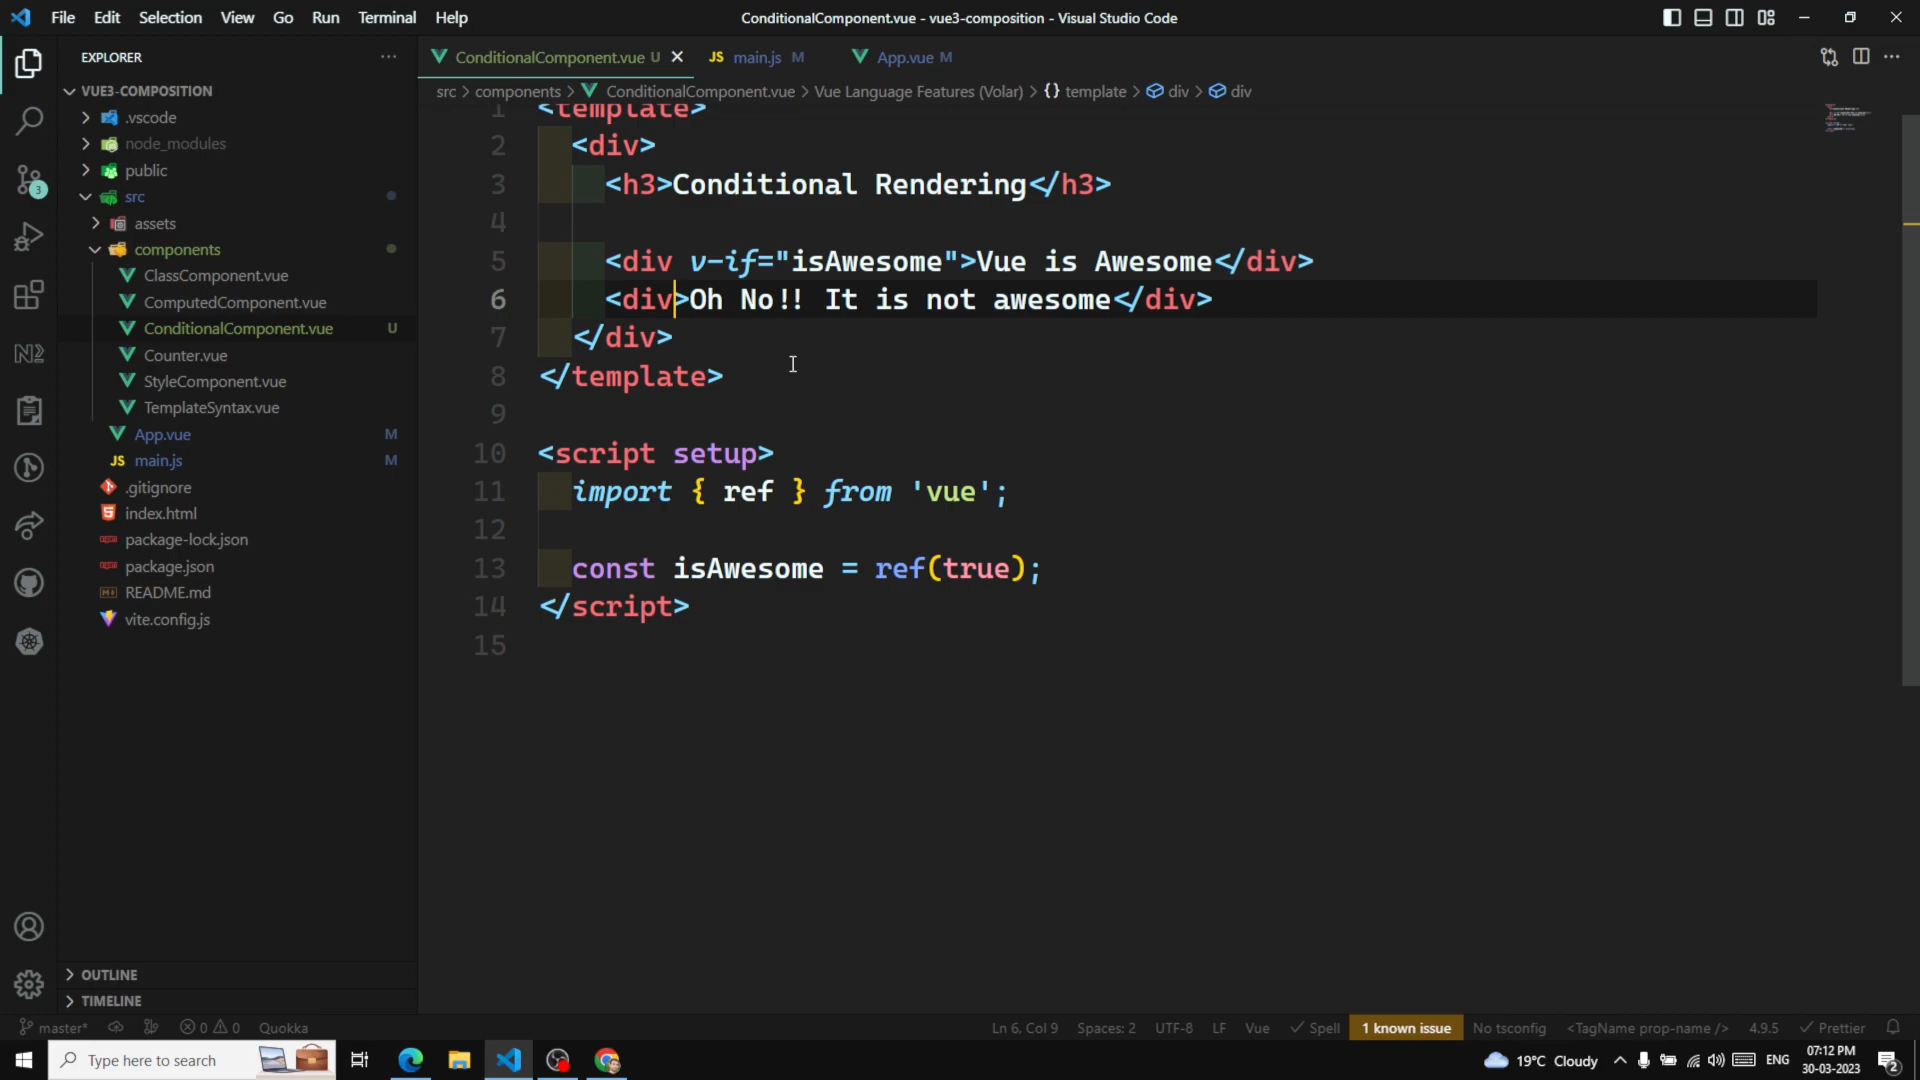 File Edit Selection View Go Run Terminal Help
ConditionalComponent.vue - vue3-composition - Visual Studio Code
EXPLORER
ConditionalComponent.vue U
JS main.js M
App.vue M
src > components > ConditionalComponent.vue > Vue Language Features (Volar) > {} template > div > div
VUE3-COMPOSITION
.vscode
node_modules
public
src
assets
components
ClassComponent.vue
ComputedComponent.vue
ConditionalComponent.vue U
Counter.vue
StyleComponent.vue
TemplateSyntax.vue
App.vue M
JS main.js M
.gitignore
index.html
package-lock.json
package.json
README.md
vite.config.js
OUTLINE
TIMELINE
3
1 <template>
2 <div>
3 <h3>Conditional Rendering</h3>
4
5 <div v-if="isAwesome">Vue is Awesome</div>
6 <div>Oh No!! It is not awesome</div>
7 </div>
8 </template>
9
10 <script setup>
11 import { ref } from 'vue';
12
13 const isAwesome = ref(true);
14 </script>
15
master* 0 0 Quokka
Ln 6, Col 9 Spaces: 2 UTF-8 LF Vue Spell 1 known issue No tsconfig <TagName prop-name /> 4.9.5 Prettier
Type here to search
19°C Cloudy ENG
07:12 PM
30-03-2023
2